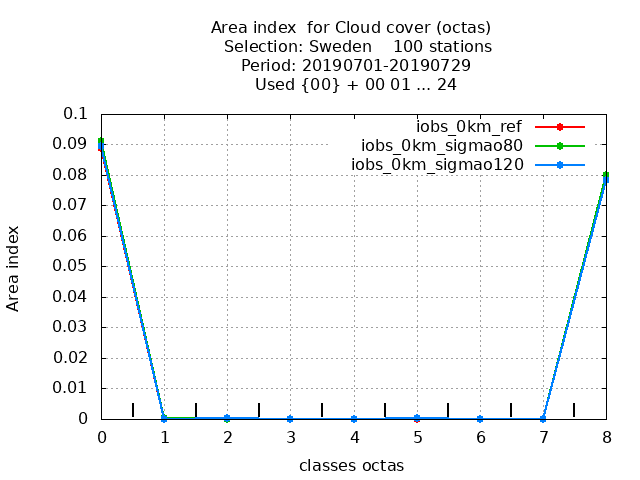 Area index  for Cloud cover (octas)
Selection: Sweden    100 stations
Period: 20190701-20190729
Used {00} + 00 01 ... 24
iobs_0km_ref
iobs_0km_sigmao80
iobs_0km_sigmao120
0.1
0.09
0.08
0.07
0.06
0.05
0.04
0.03
0.02
0.01
0
Area index
0 1 2 3 4 5 6 7 8
classes octas